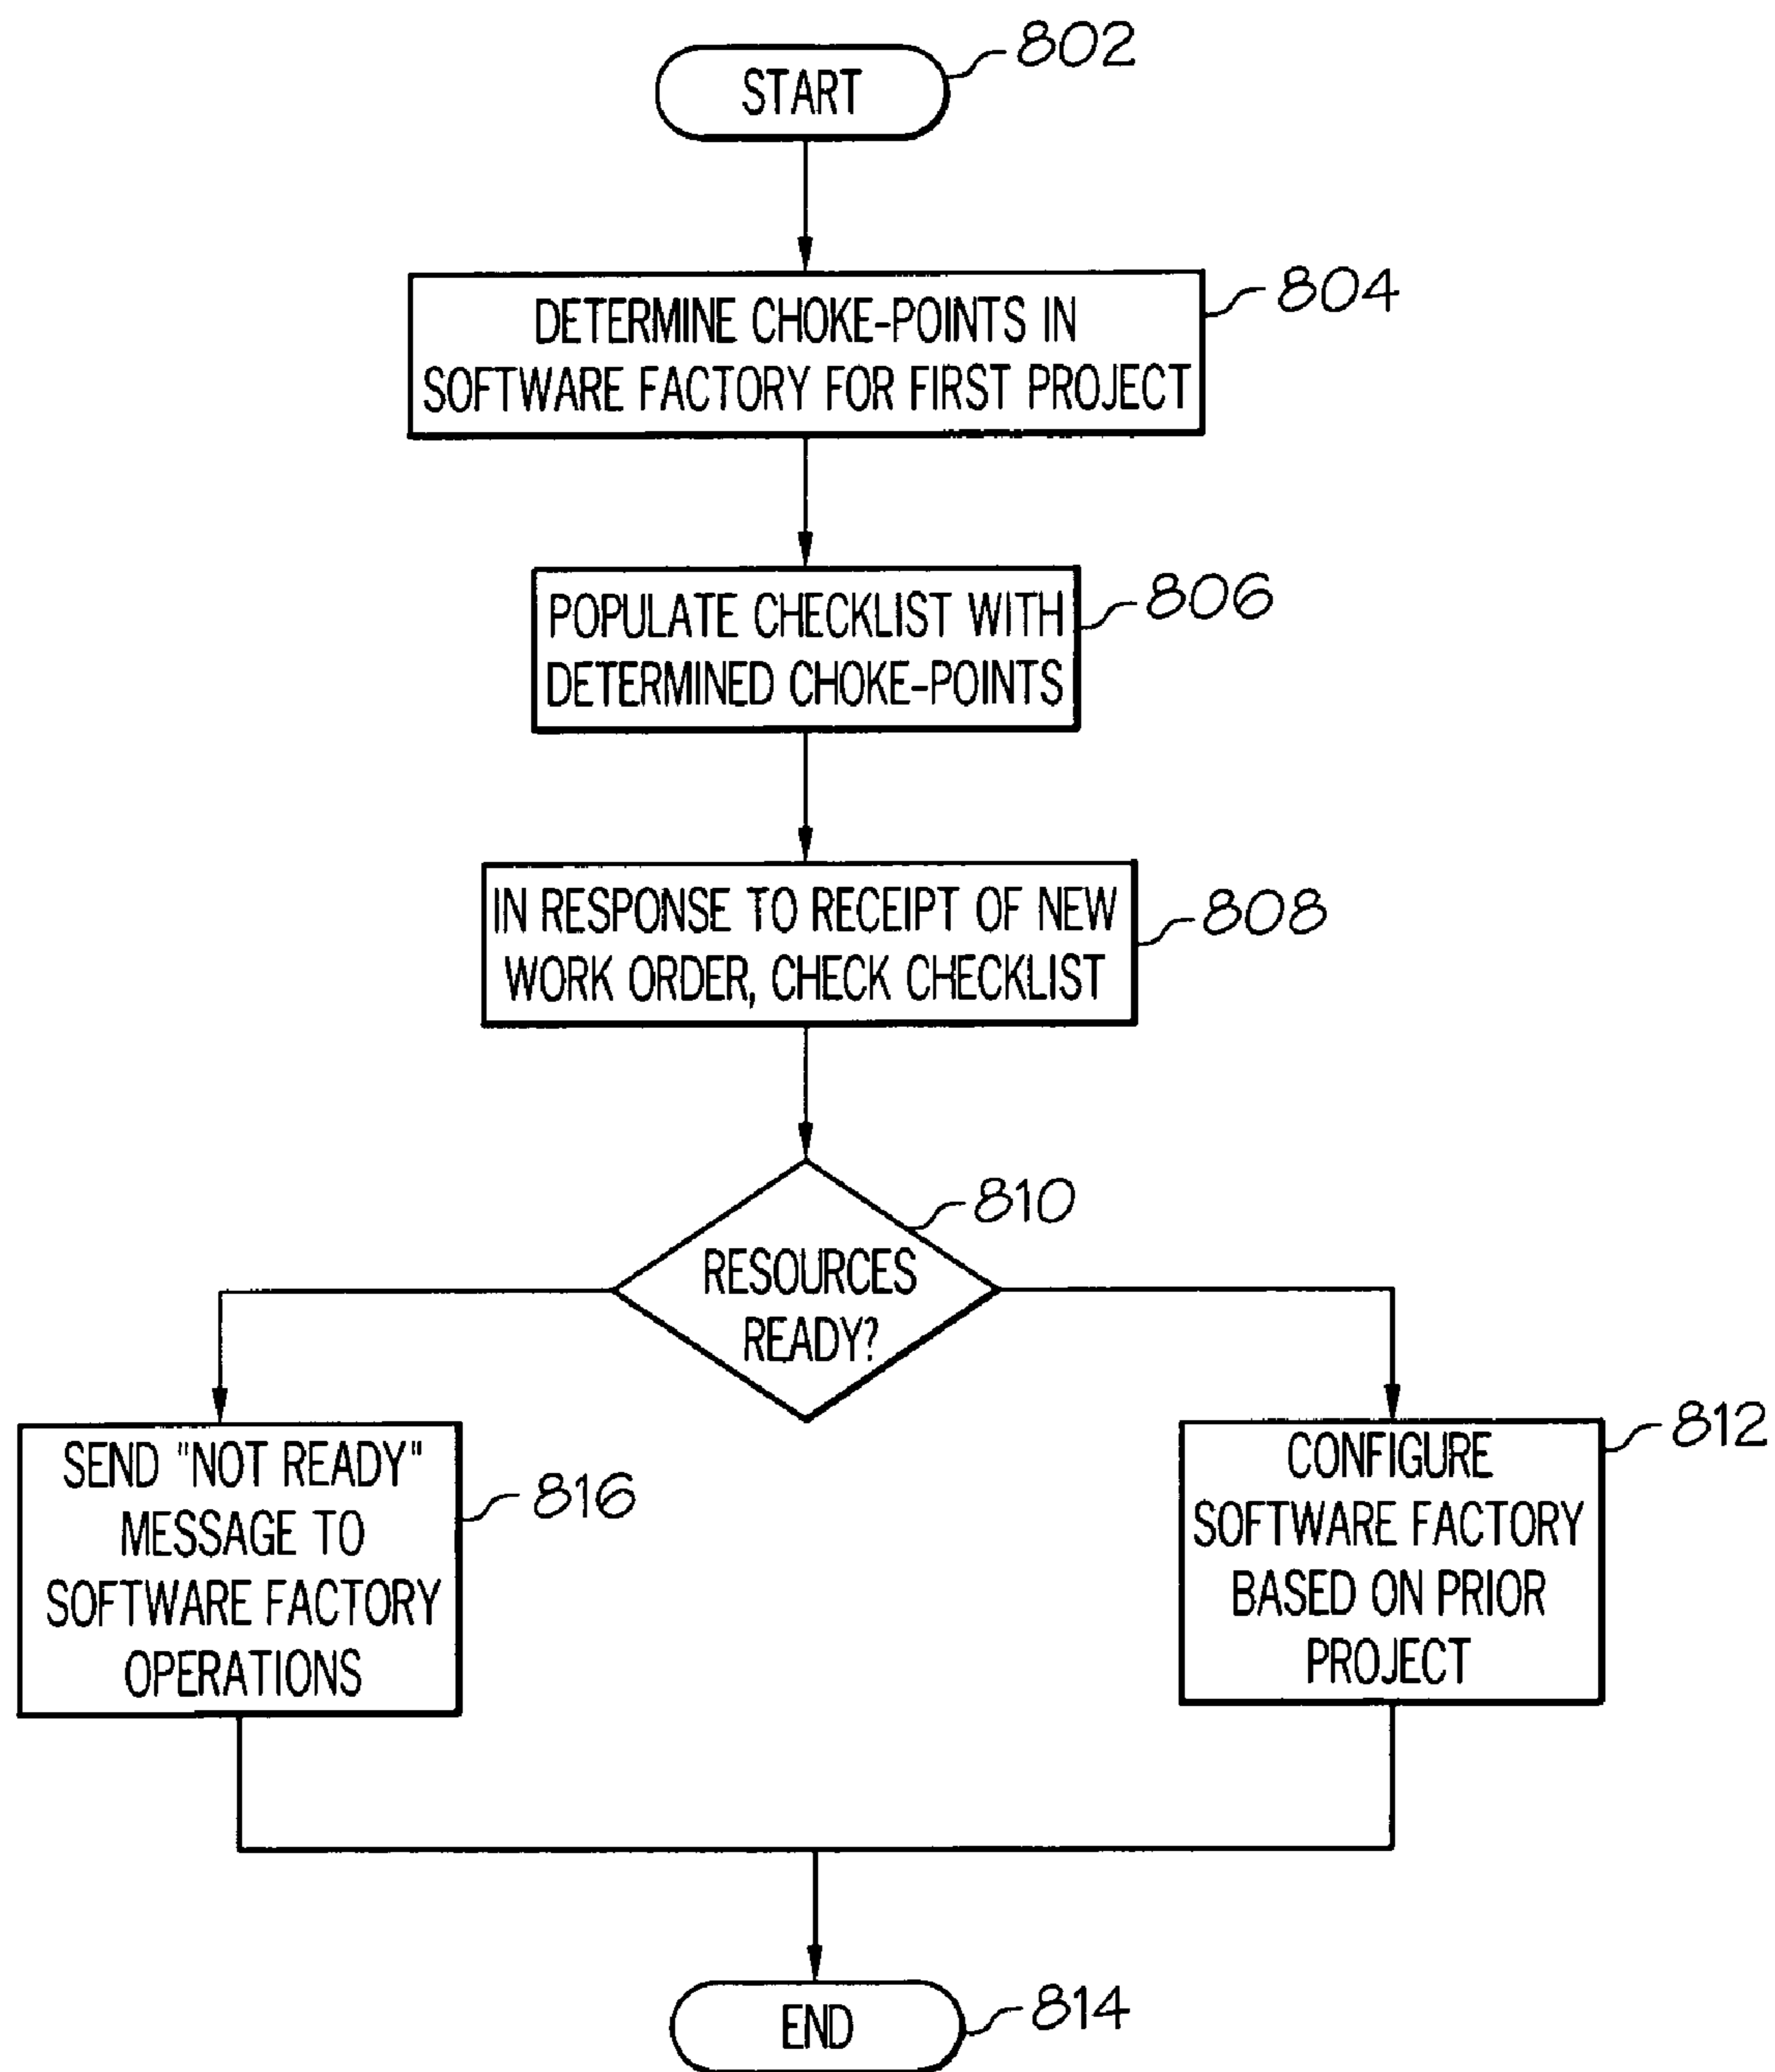 START
802
DETERMINE CHOKE-POINTS IN
SOFTWARE FACTORY FOR FIRST PROJECT
804
POPULATE CHECKLIST WITH
DETERMINED CHOKE-POINTS
806
IN RESPONSE TO RECEIPT OF NEW
WORK ORDER, CHECK CHECKLIST
808
RESOURCES
READY?
810
SEND "NOT READY"
MESSAGE TO
SOFTWARE FACTORY
OPERATIONS
816
CONFIGURE
SOFTWARE FACTORY
BASED ON PRIOR
PROJECT
812
END
814